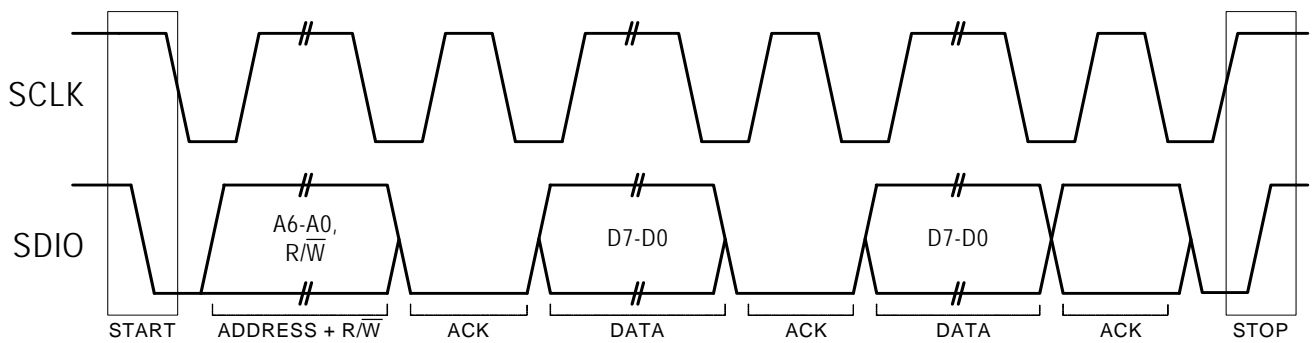 SCLK
SDIO
A6-A0,
R/W̅
D7-D0
D7-D0
START
ADDRESS + R/W̅
ACK
DATA
ACK
DATA
ACK
STOP